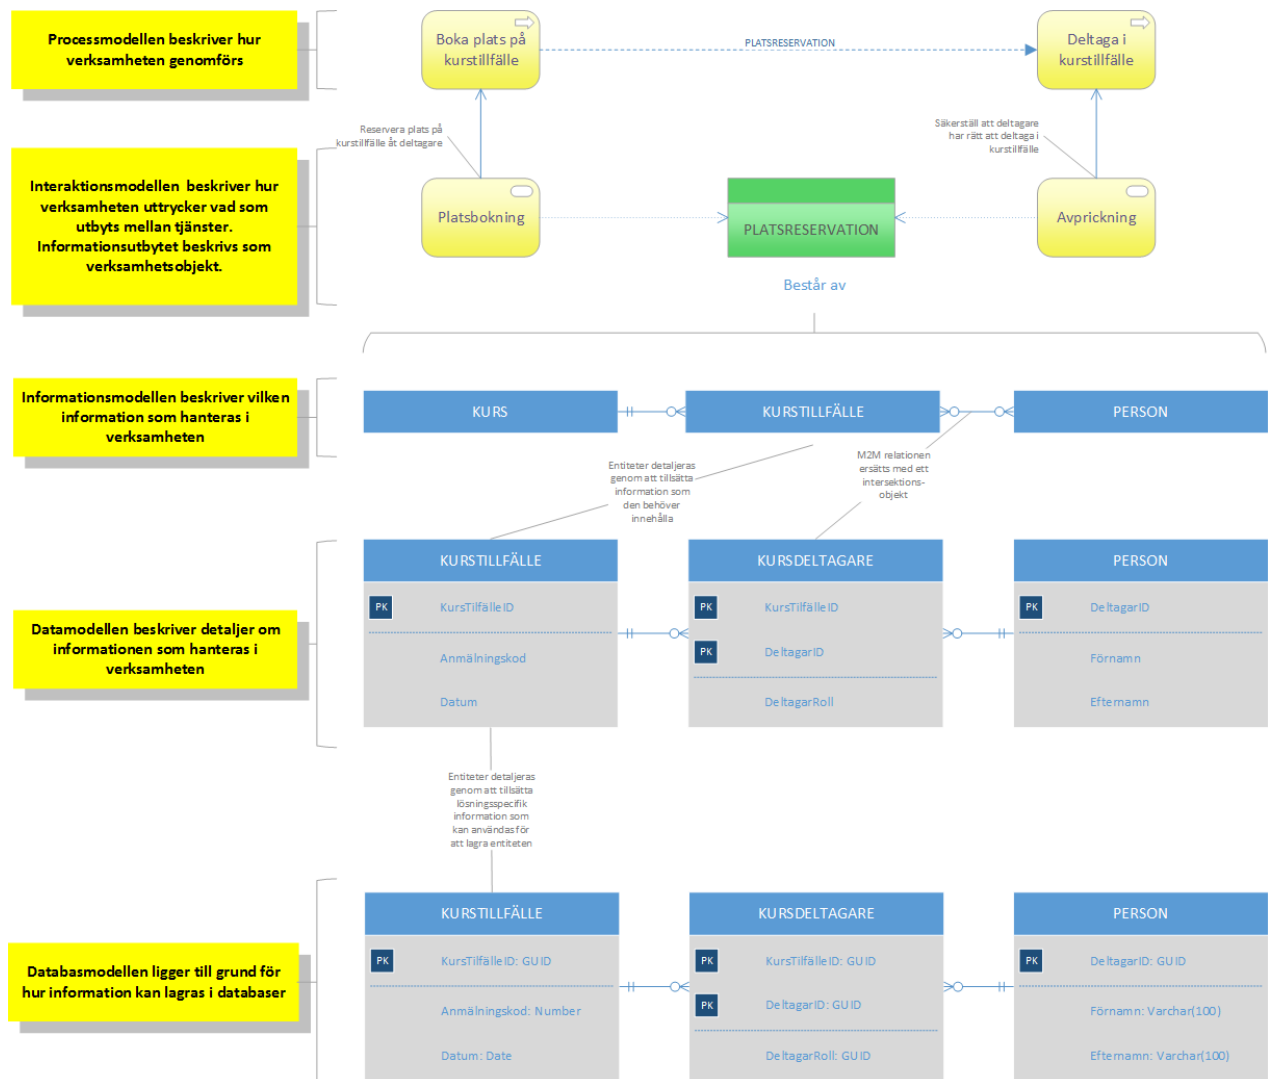 Processmodellen beskriver hur
verksamheten genomförs
Boka plats på
kurstillfälle
PLATSRESERVATION
Deltaga i
kurstillfälle
Reservera plats på
kurstillfälle åt deltagare
Säkerställ att deltagare
har rätt att deltaga i
kurstillfälle
Interaktionsmodellen beskriver hur
verksamheten uttrycker vad som
utbyts mellan tjänster.
Informationsutbytet beskrivs som
verksamhetsobjekt.
Platsbokning
PLATSRESERVATION
Avprickning
Består av
Informationsmodellen beskriver vilken
information som hanteras i
verksamheten
KURS
KURSTILLFÄLLE
PERSON
Entiteter detaljeras
genom att tillsätta
information som
den behöver
innehålla
M2M relationen
ersätts med ett
intersektions-
objekt
Datamodellen beskriver detaljer om
informationen som hanteras i
verksamheten
KURSTILLFÄLLE
PK KursTilfälleID
Anmälningskod
Datum
KURSDELTAGARE
PK KursTilfälleID
PK DeltagarID
DeltagarRoll
PERSON
PK DeltagarID
Förnamn
Efternamn
Entiteter detaljeras
genom att tillsätta
lösningsspecifik
information som
kan användas för
att lagra entiteten
Databasmodellen ligger till grund för
hur information kan lagras i databaser
KURSTILLFÄLLE
PK KursTilfälleID: GUID
Anmälningskod: Number
Datum: Date
KURSDELTAGARE
PK KursTilfälleID: GUID
PK DeltagarID: GUID
DeltagarRoll: GUID
PERSON
PK DeltagarID: GUID
Förnamn: Varchar(100)
Efternamn: Varchar(100)